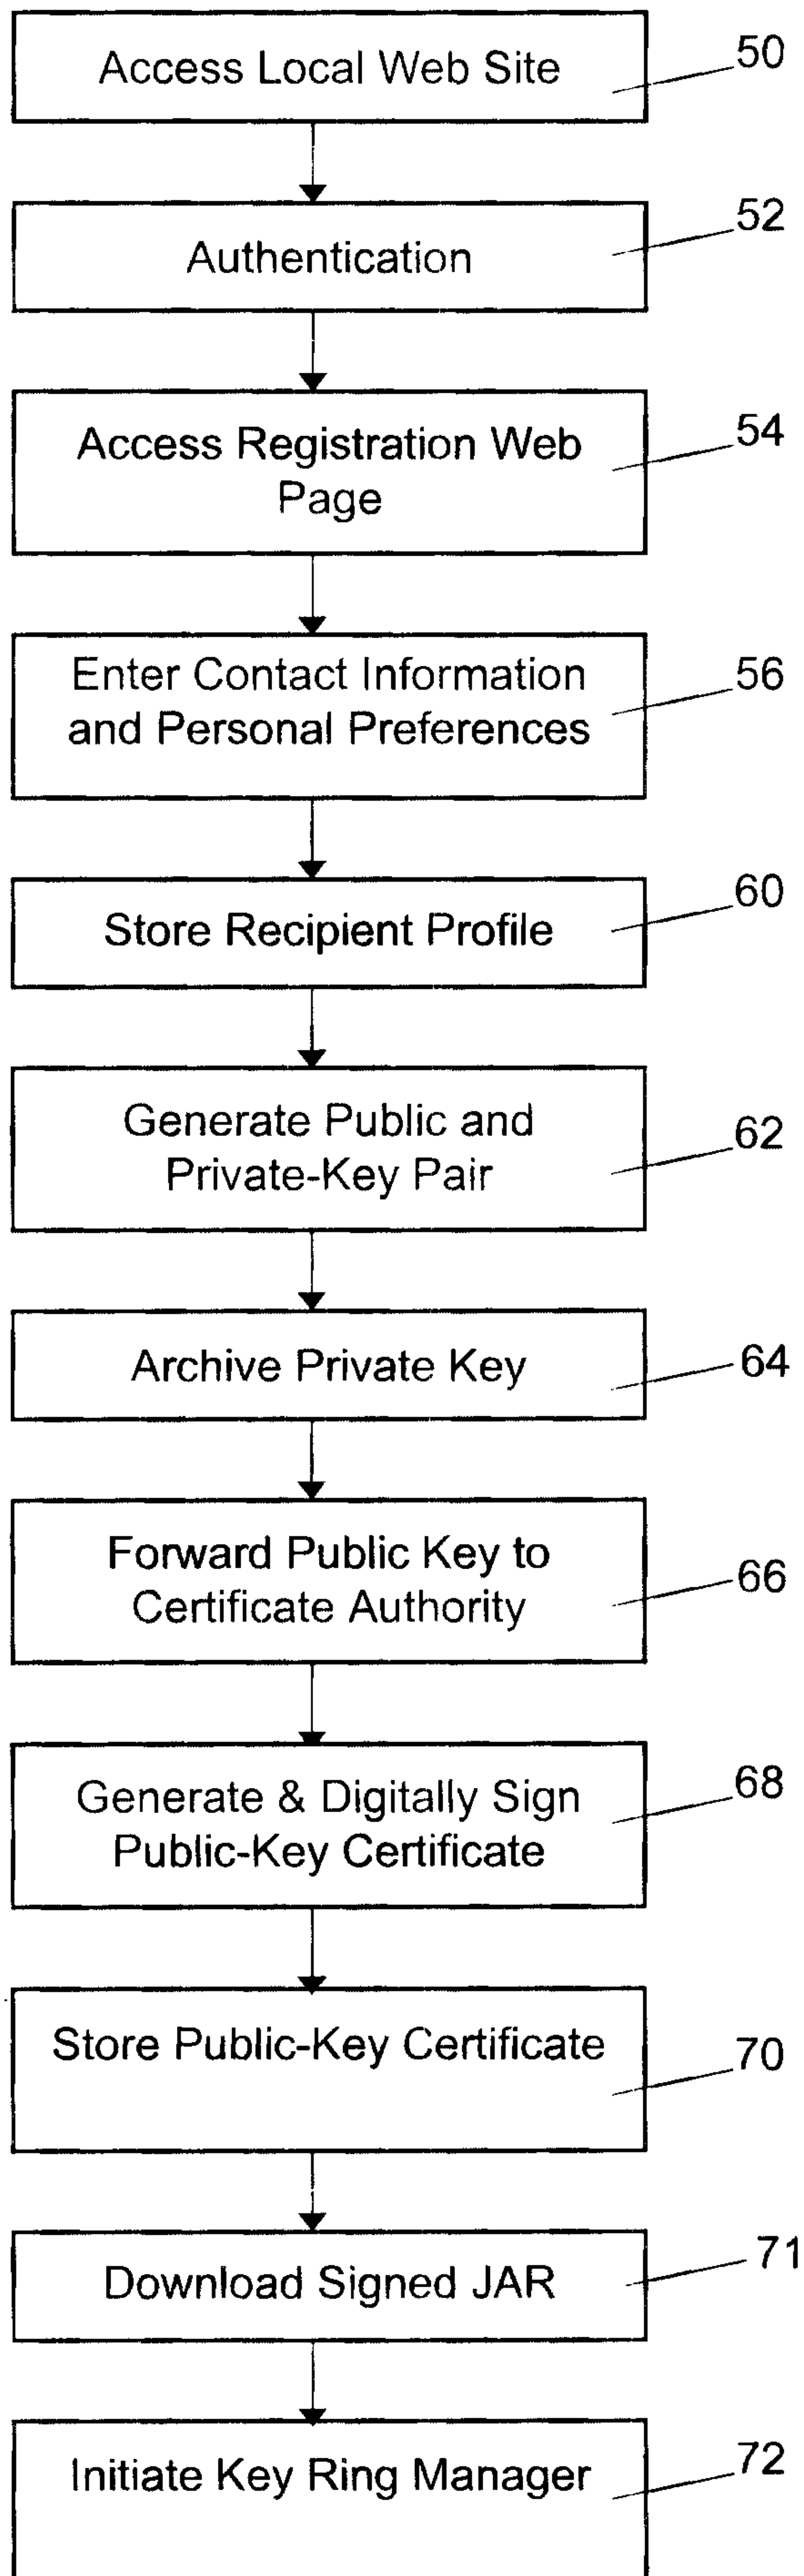 Access Local Web Site
50
Authentication
52
Access Registration Web
Page
54
Enter Contact Information
and Personal Preferences
56
Store Recipient Profile
60
Generate Public and
Private-Key Pair
62
Archive Private Key
64
Forward Public Key to
Certificate Authority
66
Generate & Digitally Sign
Public-Key Certificate
68
Store Public-Key Certificate
70
Download Signed JAR
71
Initiate Key Ring Manager
72